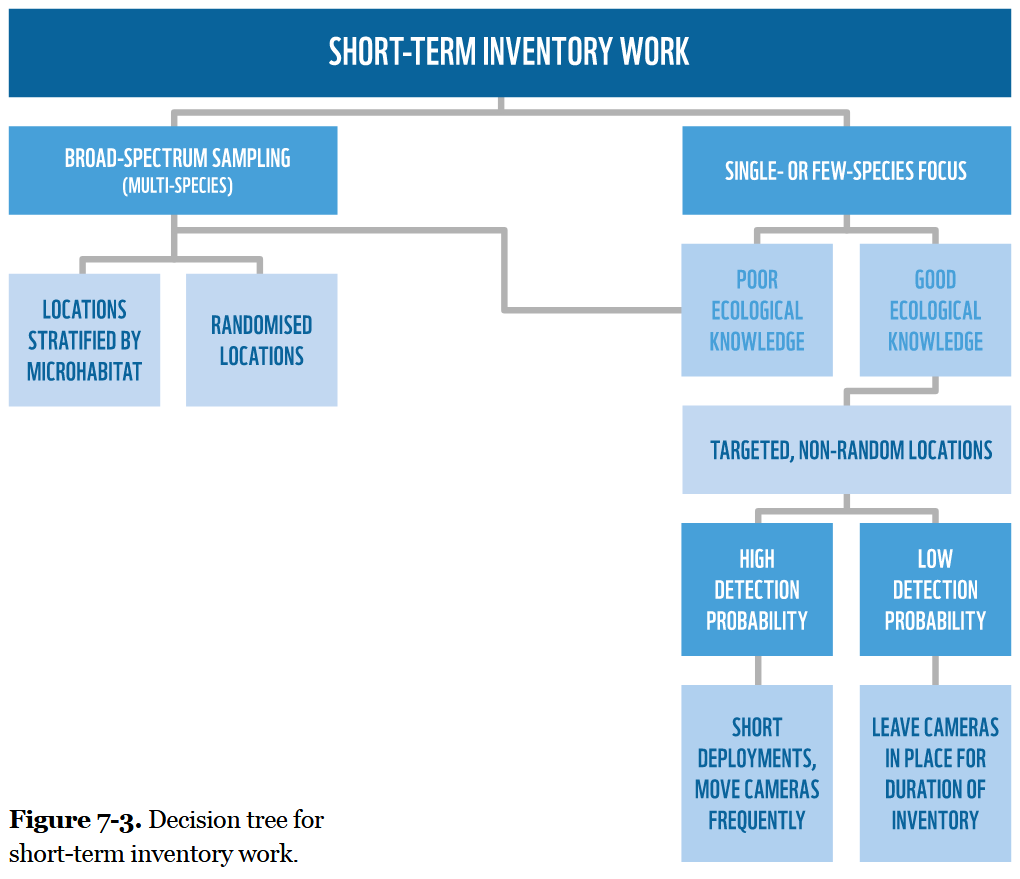 SHORT-TERM INVENTORY WORK
BROAD-SPECTRUM SAMPLING
(MULTI-SPECIES)
SINGLE- OR FEW-SPECIES FOCUS
LOCATIONS
STRATIFIED BY
MICROHABITAT
RANDOMISED
LOCATIONS
POOR
ECOLOGICAL
KNOWLEDGE
GOOD
ECOLOGICAL
KNOWLEDGE
TARGETED, NON-RANDOM LOCATIONS
HIGH
DETECTION
PROBABILITY
LOW
DETECTION
PROBABILITY
SHORT
DEPLOYMENTS,
MOVE CAMERAS
FREQUENTLY
LEAVE CAMERAS
IN PLACE FOR
DURATION OF
INVENTORY
Figure 7-3. Decision tree for
short-term inventory work.